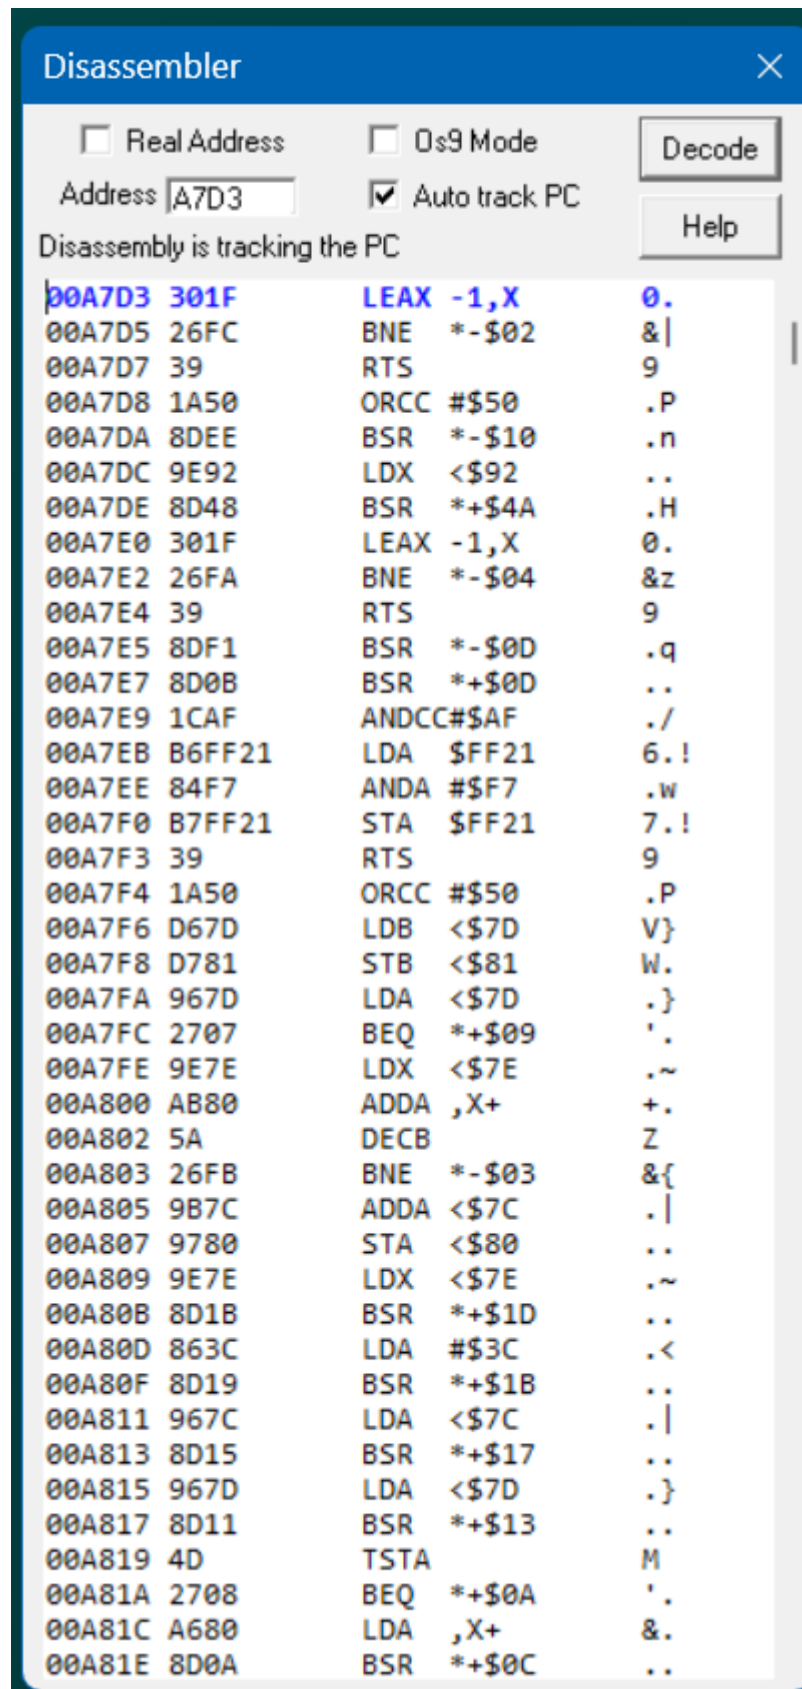 Disassembler
Real Address Os9 Mode Decode
Address A7D3 Auto track PC Help
Disassembly is tracking the PC
00A7D3 301F LEAX -1,X 0.
00A7D5 26FC BNE *-$02 &|
00A7D7 39 RTS 9
00A7D8 1A50 ORCC #$50 .P
00A7DA 8DEE BSR *-$10 .n
00A7DC 9E92 LDX <$92 ..
00A7DE 8D48 BSR *+$4A .H
00A7E0 301F LEAX -1,X 0.
00A7E2 26FA BNE *-$04 &z
00A7E4 39 RTS 9
00A7E5 8DF1 BSR *-$0D .q
00A7E7 8D0B BSR *+$0D ..
00A7E9 1CAF ANDCC#$AF ./
00A7EB B6FF21 LDA $FF21 6.!
00A7EE 84F7 ANDA #$F7 .w
00A7F0 B7FF21 STA $FF21 7.!
00A7F3 39 RTS 9
00A7F4 1A50 ORCC #$50 .P
00A7F6 D67D LDB <$7D V}
00A7F8 D781 STB <$81 W.
00A7FA 967D LDA <$7D .}
00A7FC 2707 BEQ *+$09 '.
00A7FE 9E7E LDX <$7E .~
00A800 AB80 ADDA ,X+ +.
00A802 5A DECB Z
00A803 26FB BNE *-$03 &{
00A805 9B7C ADDA <$7C .|
00A807 9780 STA <$80 ..
00A809 9E7E LDX <$7E .~
00A80B 8D1B BSR *+$1D ..
00A80D 863C LDA #$3C .<
00A80F 8D19 BSR *+$1B ..
00A811 967C LDA <$7C .|
00A813 8D15 BSR *+$17 ..
00A815 967D LDA <$7D .}
00A817 8D11 BSR *+$13 ..
00A819 4D TSTA M
00A81A 2708 BEQ *+$0A '.
00A81C A680 LDA ,X+ &.
00A81E 8D0A BSR *+$0C ..